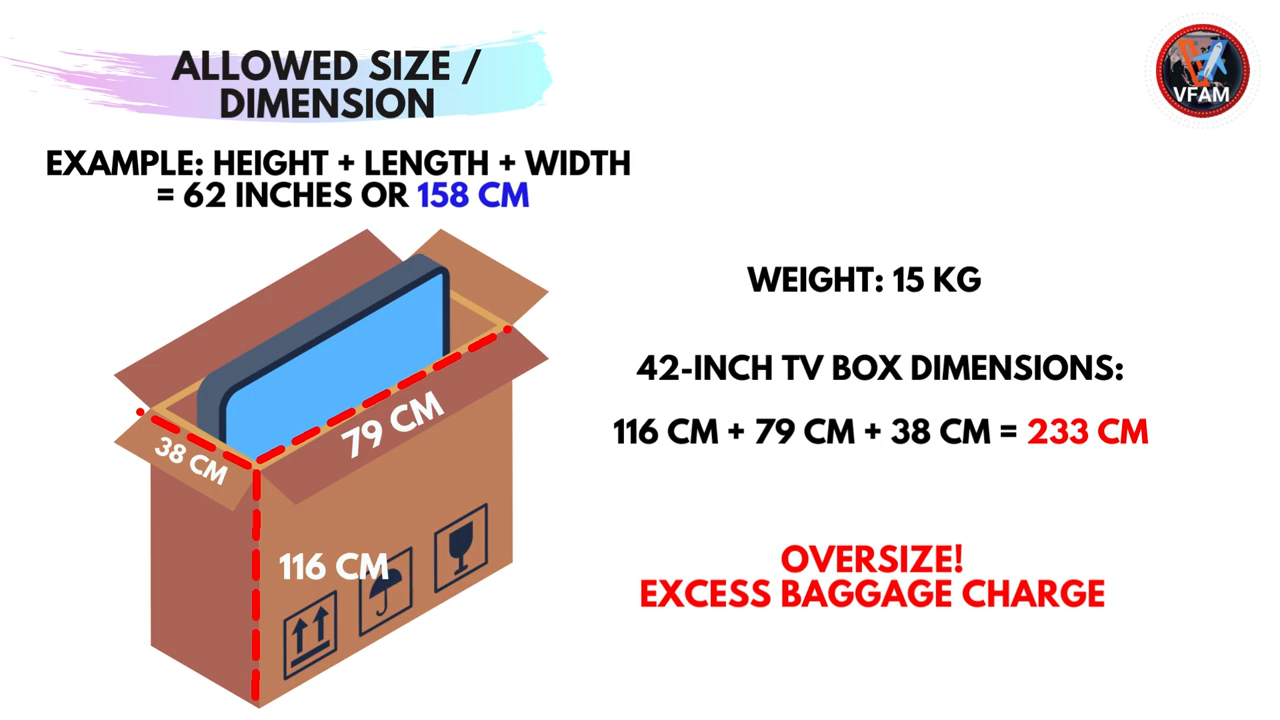 ALLOWED SIZE /
DIMENSION
VFAM
EXAMPLE: HEIGHT + LENGTH + WIDTH
= 62 INCHES OR 158 CM
WEIGHT: 15 KG
42-INCH TV BOX DIMENSIONS:
116 CM + 79 CM + 38 CM = 233 CM
79 CM
38 CM
116 CM
OVERSIZE!
EXCESS BAGGAGE CHARGE